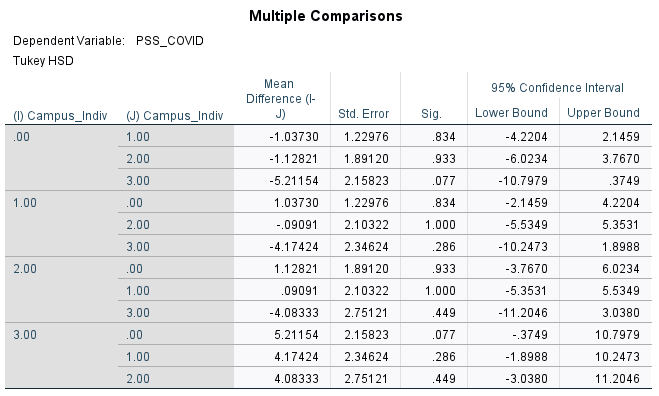 Multiple Comparisons
Dependent Variable: PSS_COVID
Tukey HSD
(I) Campus_Indiv (J) Campus_Indiv Mean Difference (I-J) Std. Error Sig. 95% Confidence Interval
Lower Bound Upper Bound
.00 1.00 -1.03730 1.22976 .834 -4.2204 2.1459
2.00 -1.12821 1.89120 .933 -6.0234 3.7670
3.00 -5.21154 2.15823 .077 -10.7979 .3749
1.00 .00 1.03730 1.22976 .834 -2.1459 4.2204
2.00 -.09091 2.10322 1.000 -5.5349 5.3531
3.00 -4.17424 2.34624 .286 -10.2473 1.8988
2.00 .00 1.12821 1.89120 .933 -3.7670 6.0234
1.00 .09091 2.10322 1.000 -5.3531 5.5349
3.00 -4.08333 2.75121 .449 -11.2046 3.0380
3.00 .00 5.21154 2.15823 .077 -.3749 10.7979
1.00 4.17424 2.34624 .286 -1.8988 10.2473
2.00 4.08333 2.75121 .449 -3.0380 11.2046